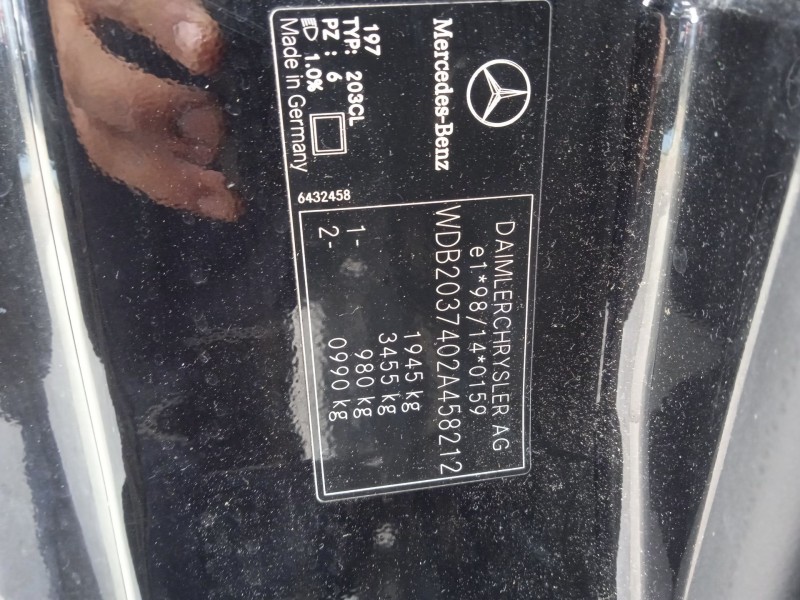 Mercedes-Benz
197
TYP: 203CL
PZ : 6
1.0%
Made in Germany
6432458
DAIMLERCHRYSLER AG
e1*98/14*0159
WDB2037402A458212
1945 kg
3455 kg
1- 980 kg
2- 0990 kg